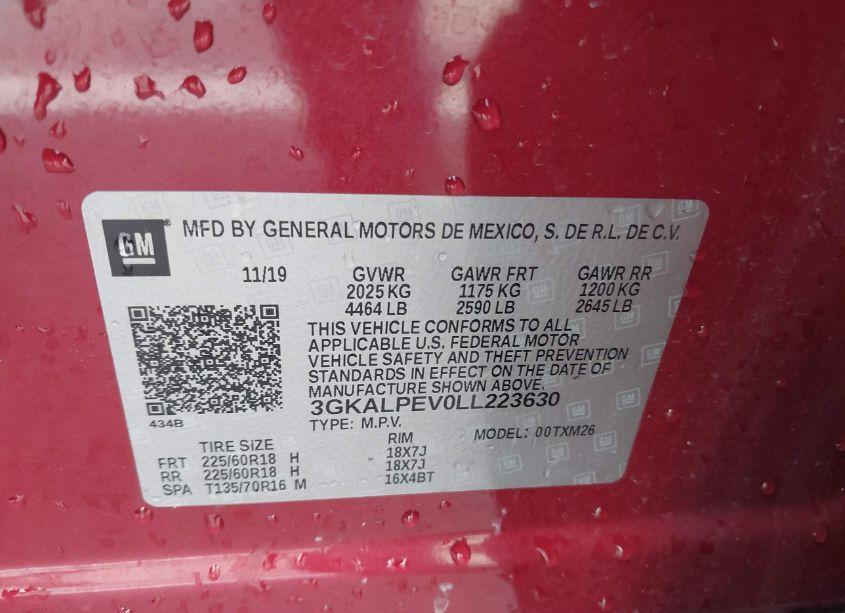 GM
MFD BY GENERAL MOTORS DE MEXICO, S. DE R.L. DE C.V.
11/19 GVWR GAWR FRT GAWR RR
2025 KG 1175 KG 1200 KG
4464 LB 2590 LB 2645 LB
THIS VEHICLE CONFORMS TO ALL
APPLICABLE U.S. FEDERAL MOTOR
VEHICLE SAFETY AND THEFT PREVENTION
STANDARDS IN EFFECT ON THE DATE OF
MANUFACTURE SHOWN ABOVE.
3GKALPEV0LL223630
434B TYPE: M.P.V. MODEL: 00TXM26
TIRE SIZE RIM
FRT 225/60R18 H 18X7J
RR 225/60R18 H 18X7J
SPA T135/70R16 M 16X4BT